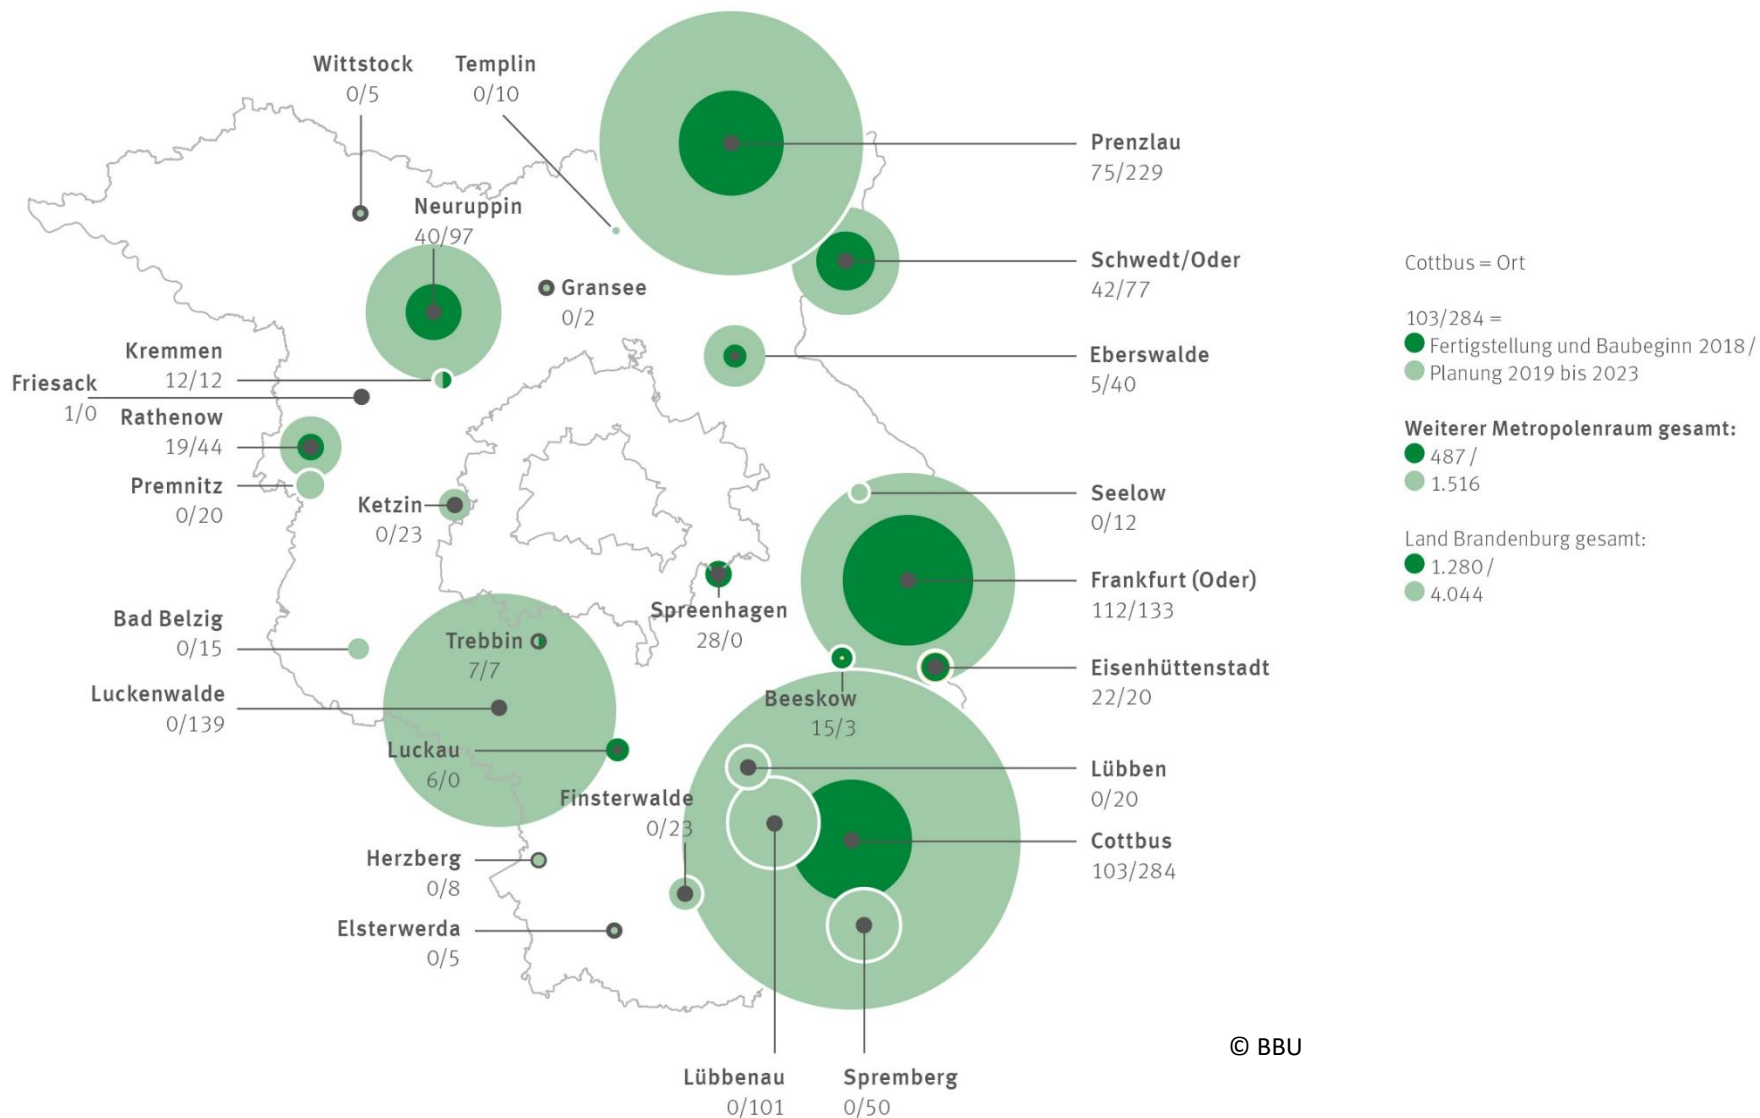 Wittstock
0/5
Templin
0/10
Prenzlau
75/229
Neuruppin
40/97
Schwedt/Oder
42/77
Gransee
0/2
Kremmen
12/12
Eberswalde
5/40
Friesack
1/0
Rathenow
19/44
Premnitz
0/20
Ketzin
0/23
Seelow
0/12
Frankfurt (Oder)
112/133
Spreenhagen
28/0
Bad Belzig
0/15
Trebbin
7/7
Eisenhüttenstadt
22/20
Luckenwalde
0/139
Beeskow
15/3
Luckau
6/0
Lübben
0/20
Finsterwalde
0/23
Cottbus
103/284
Herzberg
0/8
Elsterwerda
0/5
Lübbenau
0/101
Spremberg
0/50
Cottbus = Ort
103/284 =
Fertigstellung und Baubeginn 2018/
Planung 2019 bis 2023
Weiterer Metropolenraum gesamt:
487/
1.516
Land Brandenburg gesamt:
1.280/
4.044
© BBU